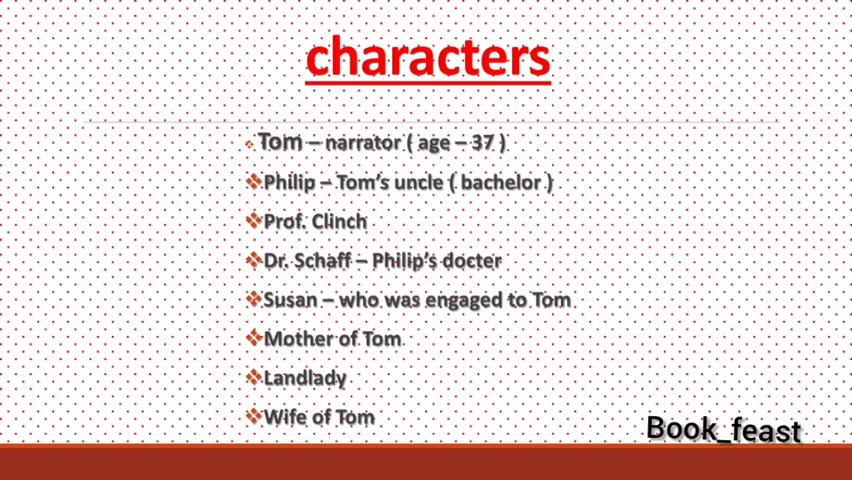 characters
Tom – narrator ( age – 37 )
Philip – Tom's uncle ( bachelor )
Prof. Clinch
Dr. Schaff – Philip's docter
Susan – who was engaged to Tom
Mother of Tom
Landlady
Wife of Tom
Book_feast